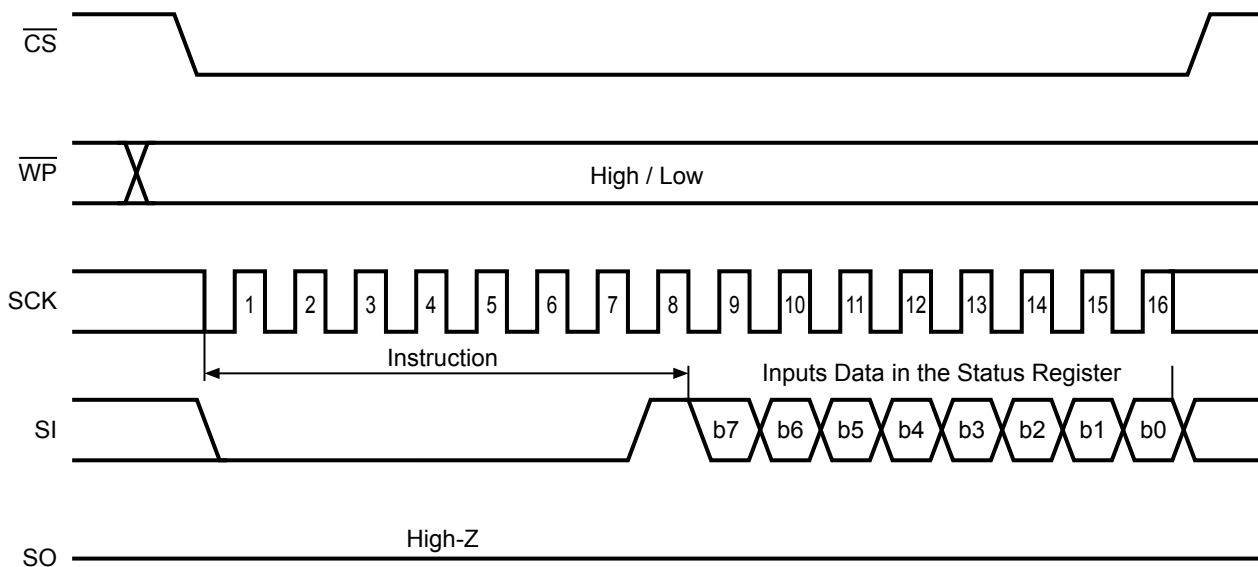 CS
WP
High / Low
SCK
1 2 3 4 5 6 7 8 9 10 11 12 13 14 15 16
Instruction
Inputs Data in the Status Register
SI
b7 b6 b5 b4 b3 b2 b1 b0
High-Z
SO